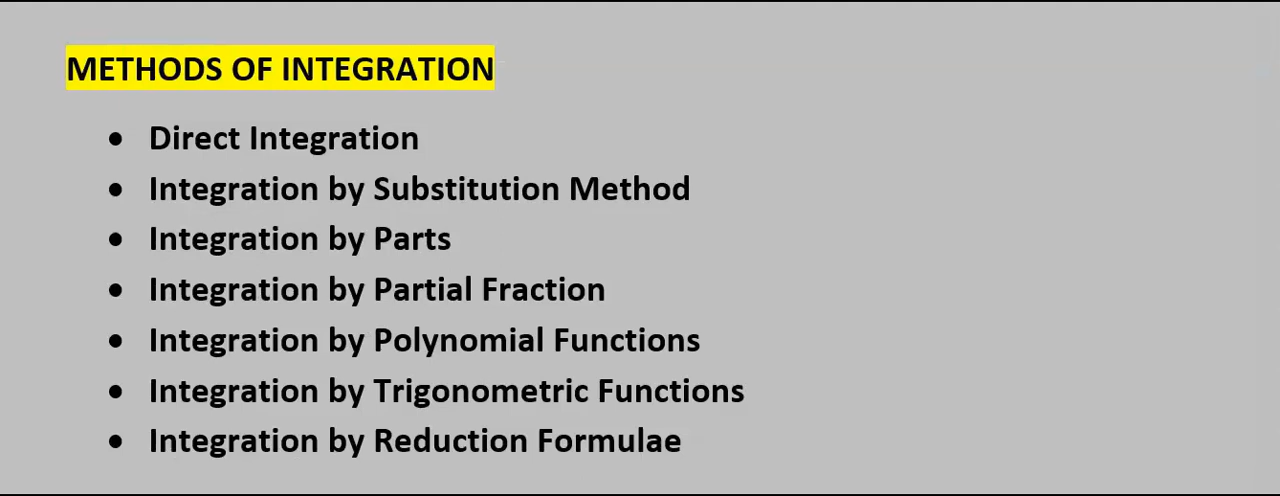 METHODS OF INTEGRATION
• Direct Integration
• Integration by Substitution Method
• Integration by Parts
• Integration by Partial Fraction
• Integration by Polynomial Functions
• Integration by Trigonometric Functions
• Integration by Reduction Formulae